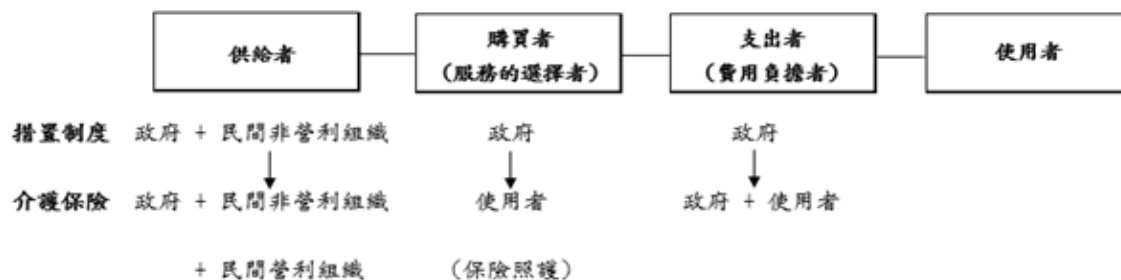 供給者 購買者 支出者 使用者
（服務的選擇者） （費用負擔者）
措置制度 政府 + 民間非營利組織 政府 政府
介護保險 政府 + 民間非營利組織 使用者 政府 + 使用者
+ 民間營利組織 （保險照護）